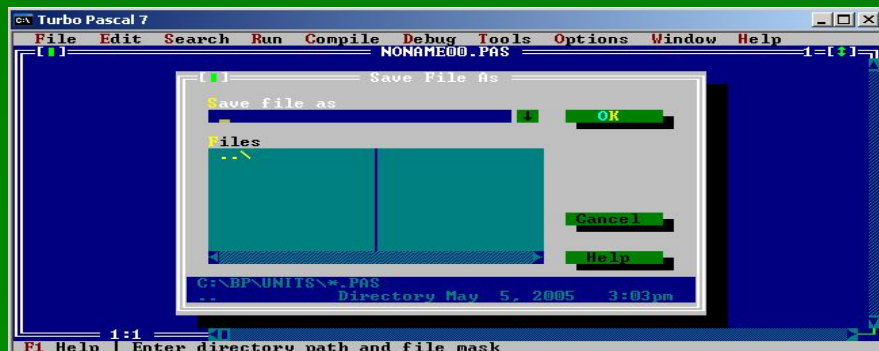 Turbo Pascal 7
File Edit Search Run Compile Debug Tools Options Window Help
NONAME00.PAS 1=[↕]
Save File As
Save file as
OK
Files
..\
Cancel
Help
C:\BP\UNITS\*.PAS
.. Directory May 5, 2005 3:03pm
1:1
F1 Help | Enter directory path and file mask